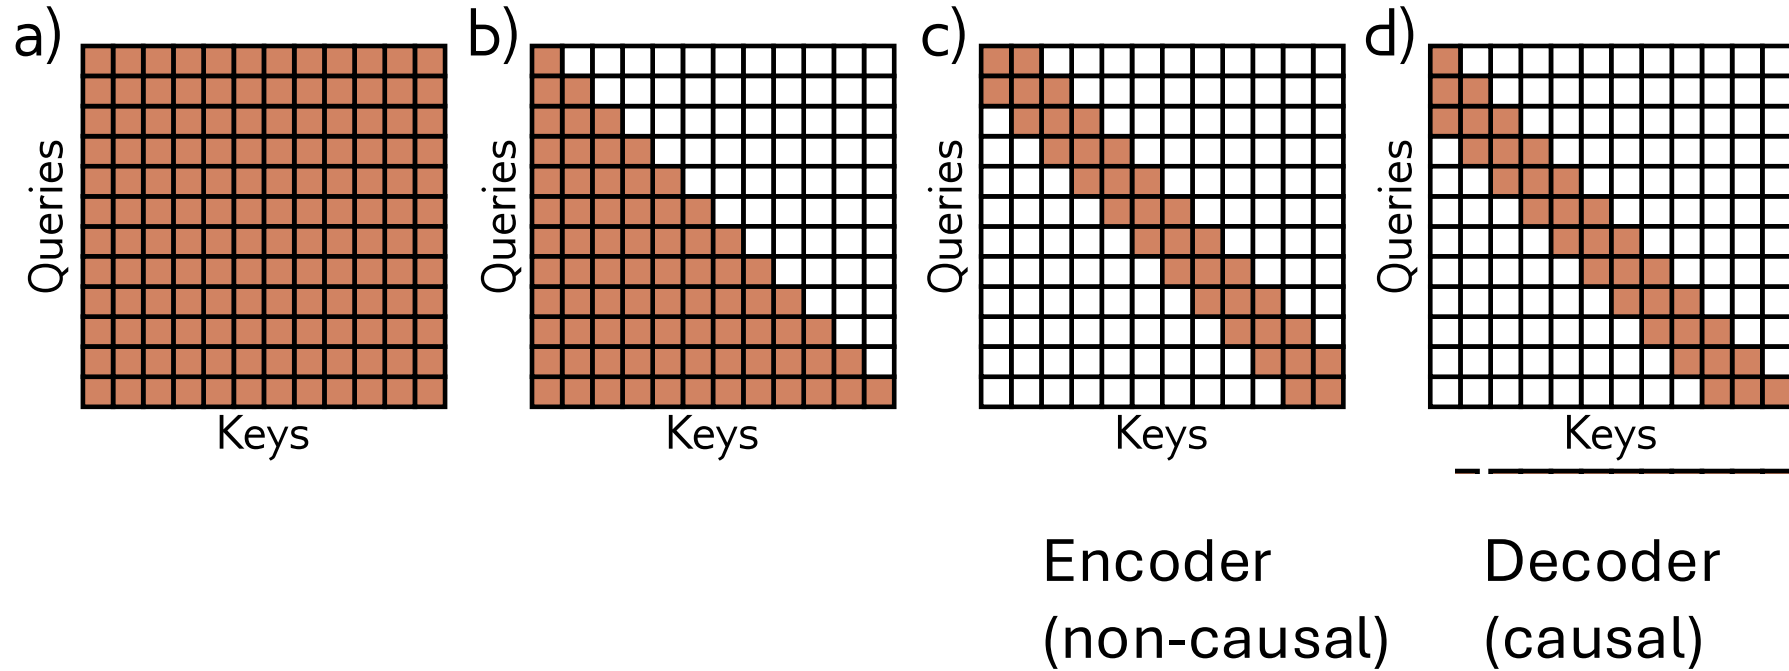 a)
b)
c)
d)
Queries
Queries
Queries
Queries
Keys
Keys
Keys
Keys
Encoder
(non-causal)
Decoder
(causal)